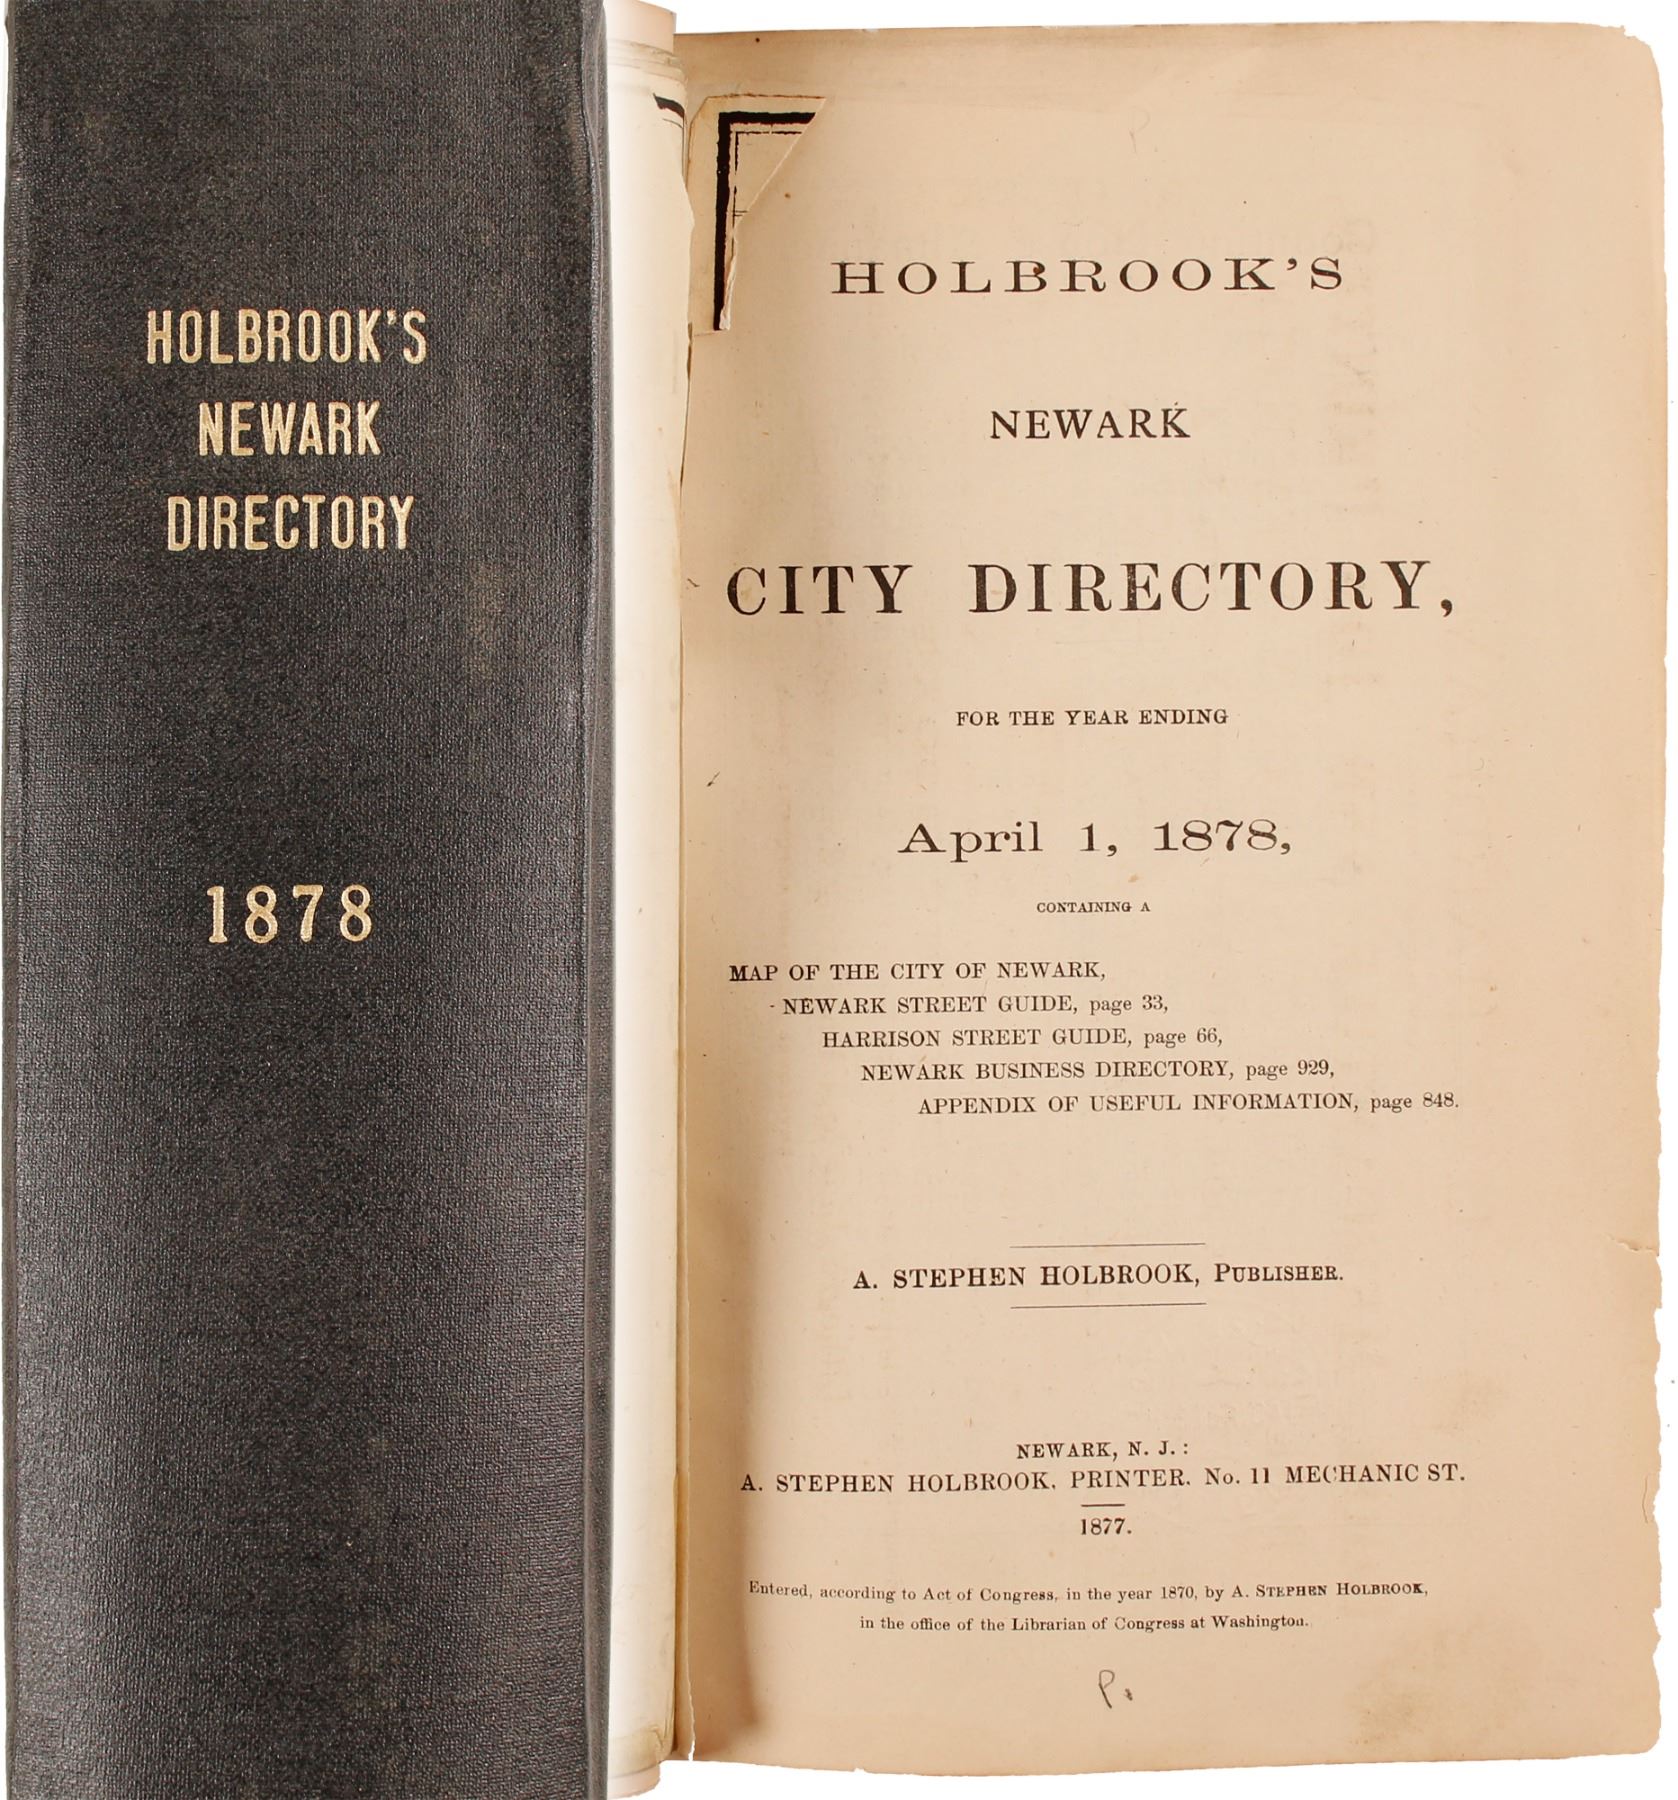 HOLBROOK'S
NEWARK
DIRECTORY
1878
HOLBROOK'S
NEWARK
CITY DIRECTORY,
FOR THE YEAR ENDING
April 1, 1878,
CONTAINING A
MAP OF THE CITY OF NEWARK,
NEWARK STREET GUIDE, page 33,
HARRISON STREET GUIDE, page 66,
NEWARK BUSINESS DIRECTORY, page 929,
APPENDIX OF USEFUL INFORMATION, page 848.
A. STEPHEN HOLBROOK, PUBLISHER.
NEWARK, N. J. :
A. STEPHEN HOLBROOK, PRINTER. No. 11 MECHANIC ST.
1877.
Entered, according to Act of Congress, in the year 1870, by A. STEPHEN HOLBROOK,
in the office of the Librarian of Congress at Washington.
P.